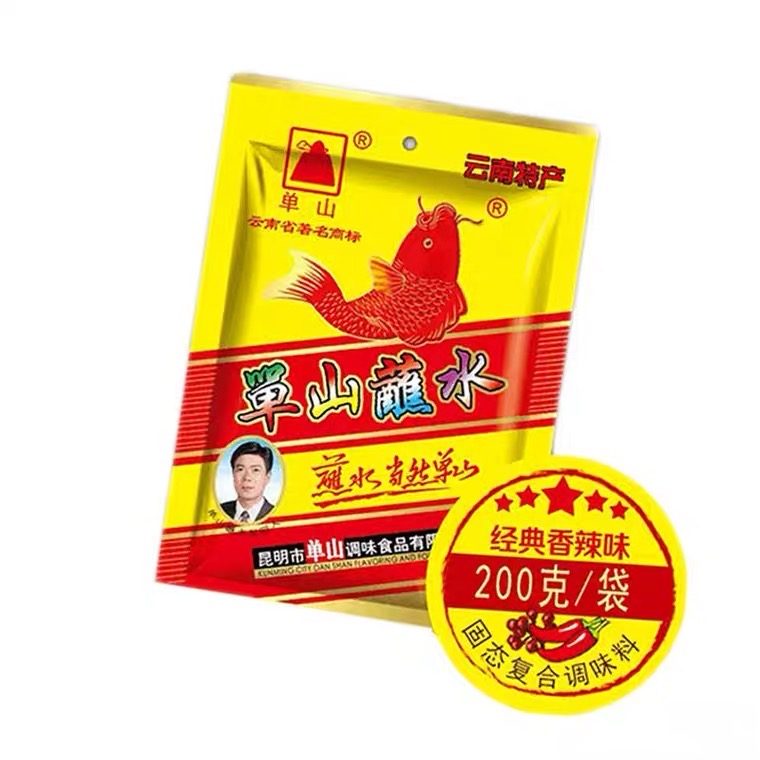 ®
云南特产
单山
云南省著名商标
®
單山蘸水
蘸水当然单山
昆明市单山调味食品有限
KUNMING CITY DAN SHAN FLAVORING AND FO
经典香辣味
200克/袋
固态复合调味料